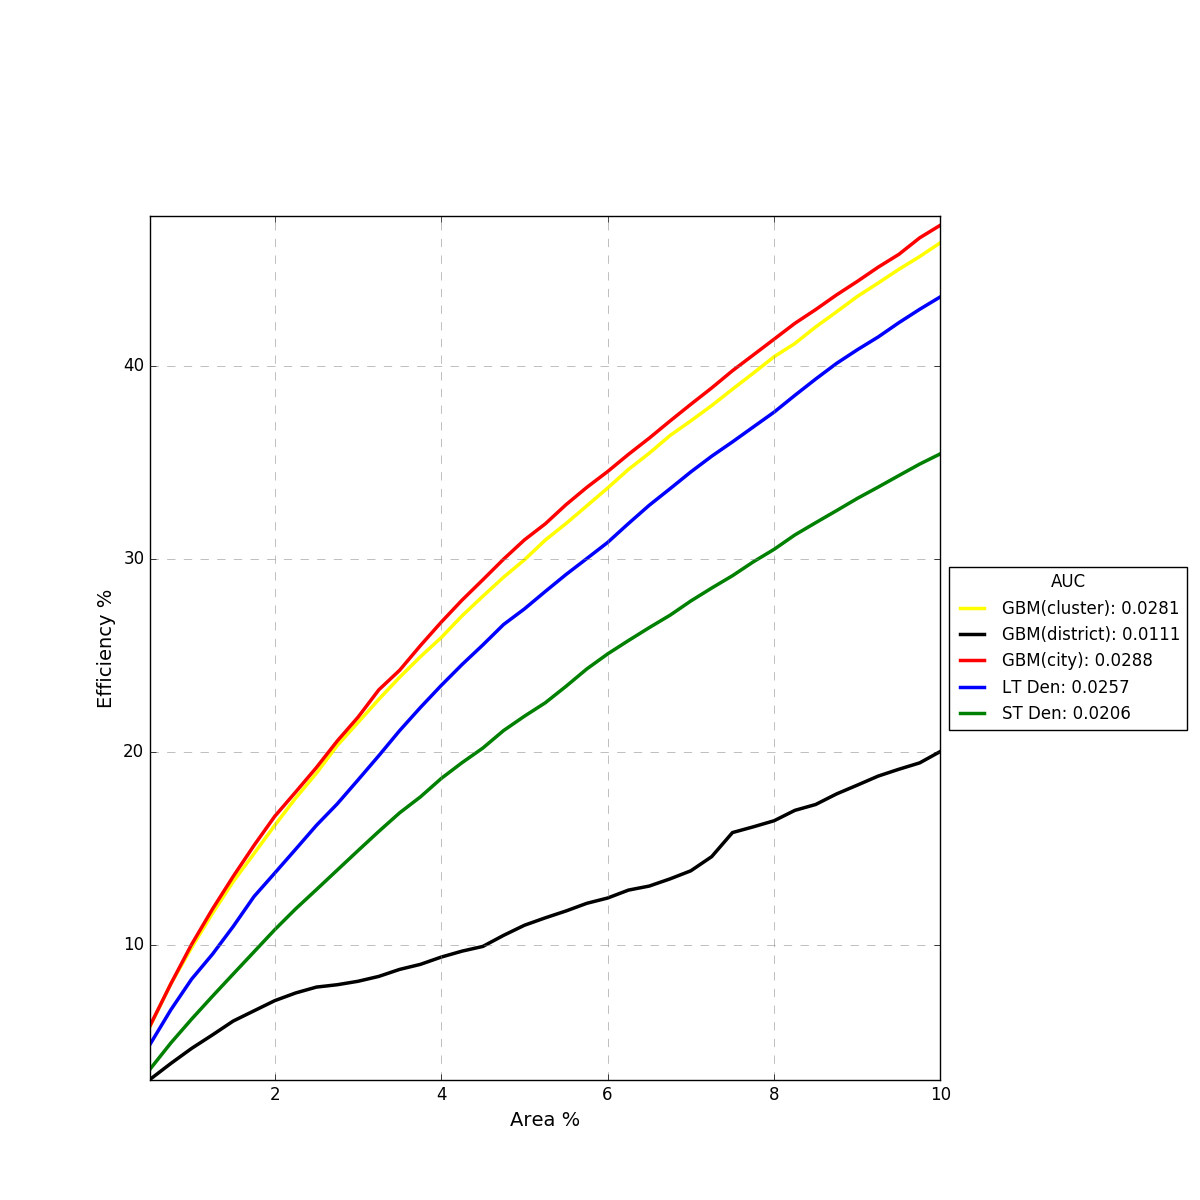 40
30
20
10
2 4 6 8 10
Efficiency %
Area %
AUC
GBM(cluster): 0.0281
GBM(district): 0.0111
GBM(city): 0.0288
LT Den: 0.0257
ST Den: 0.0206